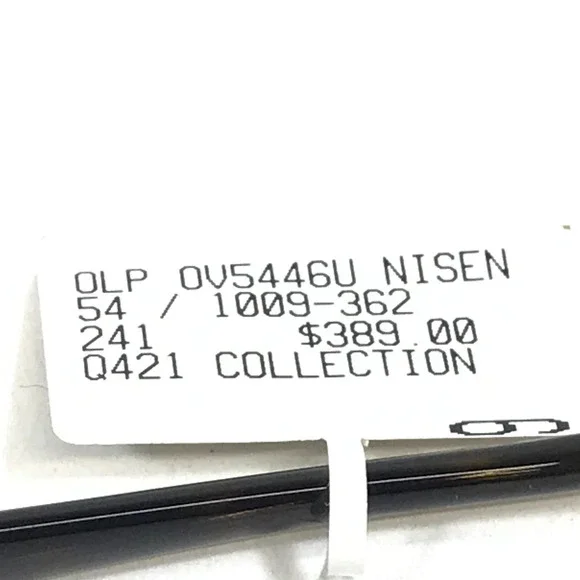 OLP OV5446U NISEN
54 / 1009-362
241 $389.00
Q421 COLLECTION